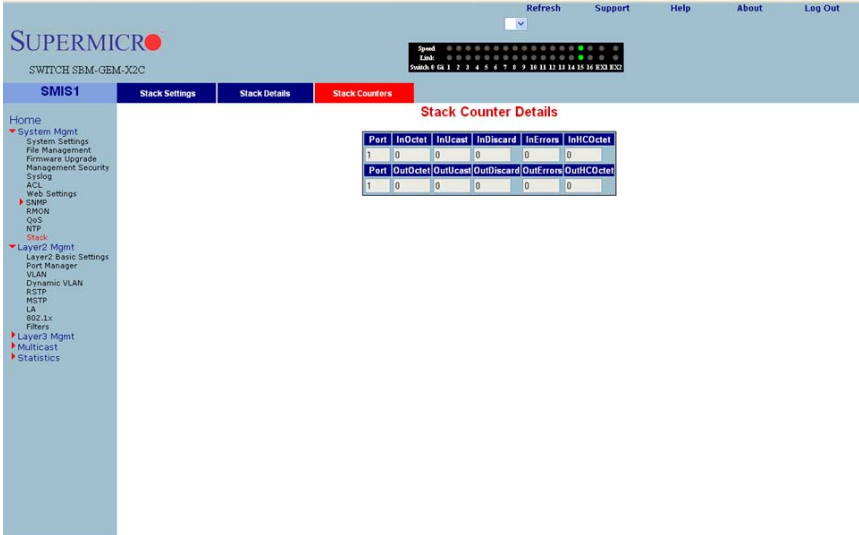 Refresh Support Help About Log Out
SUPERMICRO
SWITCH SBM-GEM-X2C
Speed
Link
Switch 0 Gi 1 2 3 4 5 6 7 8 9 10 11 12 13 14 15 16 EX1 EX2
SMIS1
Stack Settings Stack Details Stack Counters
Stack Counter Details
Port InOctet InUcast InDiscard InErrors InHCOctet
1 0 0 0 0 0
Port OutOctet OutUcast OutDiscard OutErrors OutHCOctet
1 0 0 0 0 0
Home
System Mgmt
System Settings
File Management
Firmware Upgrade
Management Security
Syslog
ACL
Web Settings
SNMP
RMON
QoS
NTP
Stack
Layer2 Mgmt
Layer2 Basic Settings
Port Manager
VLAN
Dynamic VLAN
RSTP
MSTP
LA
802.1x
Filters
Layer3 Mgmt
Multicast
Statistics